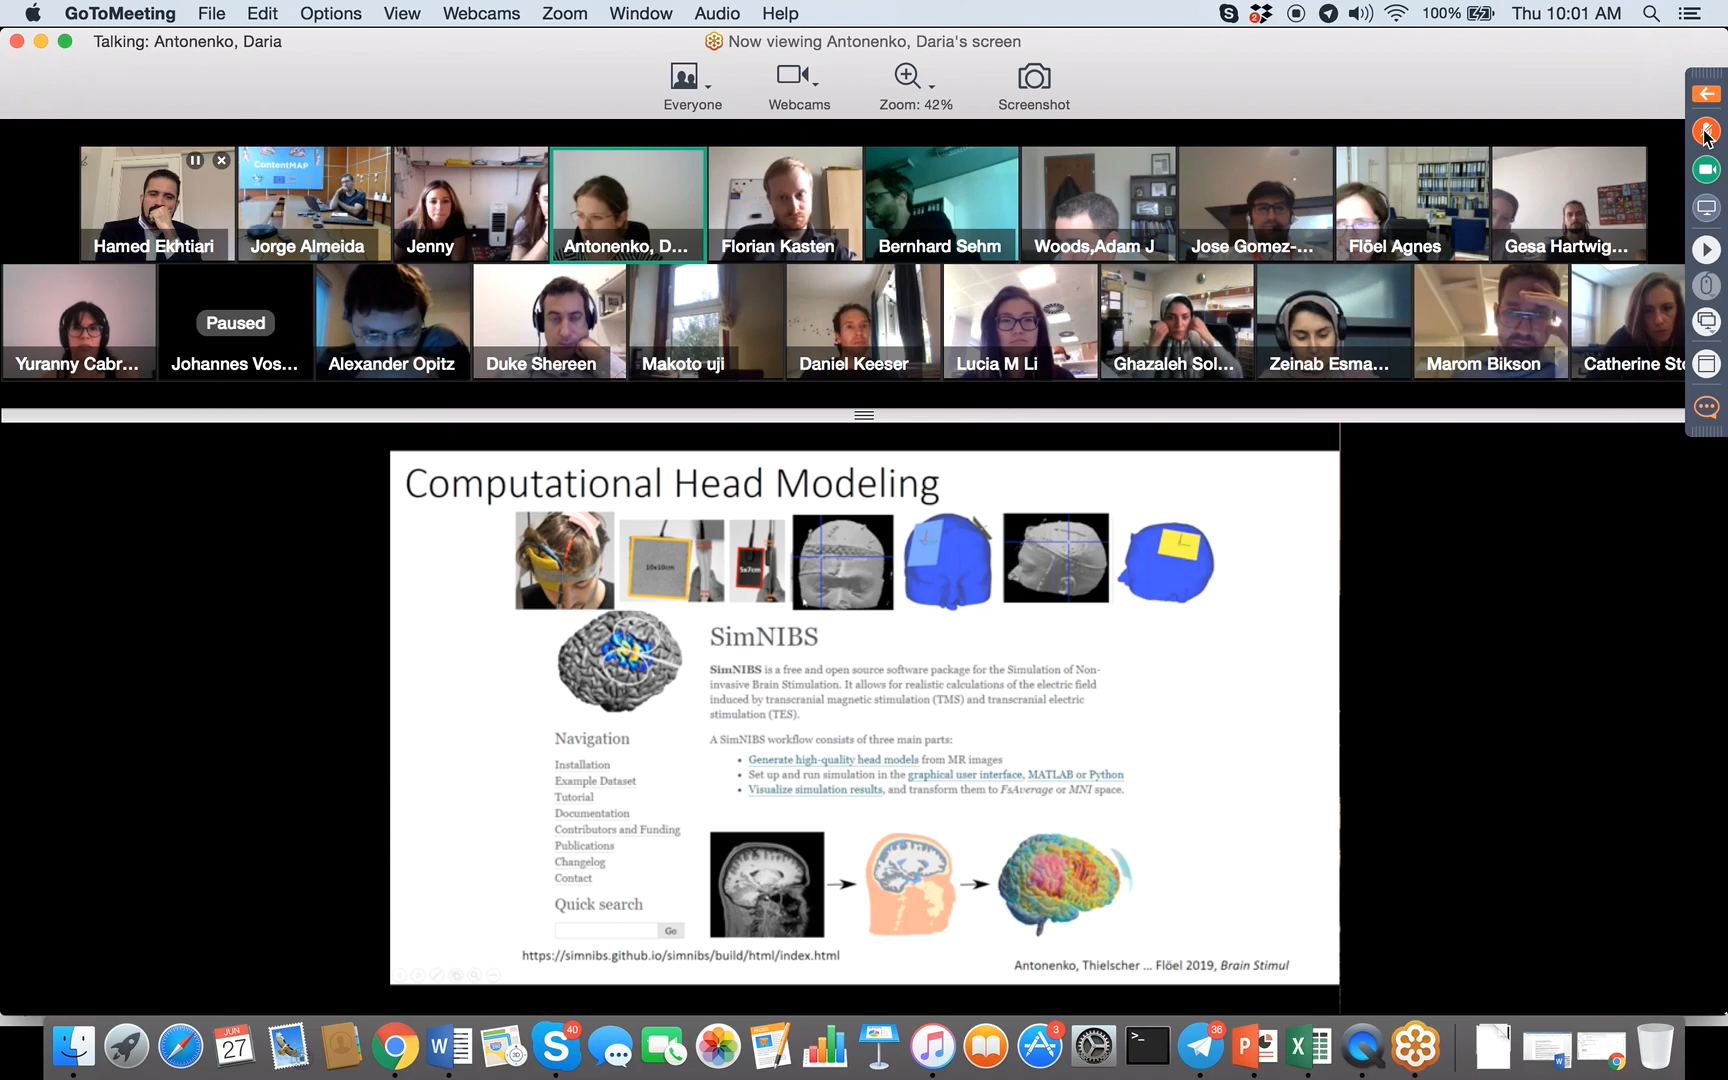 GoToMeeting File Edit Options View Webcams Zoom Window Audio Help
2 100% Thu 10:01 AM
Talking: Antonenko, Daria
Now viewing Antonenko, Daria's screen
Everyone Webcams Zoom: 42% Screenshot
ContentMAP
Hamed Ekhtiari Jorge Almeida Jenny Antonenko, D... Florian Kasten Bernhard Sehm Woods,Adam J Jose Gomez-... Flöel Agnes Gesa Hartwig...
Paused
Yuranny Cabr... Johannes Vos... Alexander Opitz Duke Shereen Makoto uji Daniel Keeser Lucia M Li Ghazaleh Sol... Zeinab Esma... Marom Bikson Catherine Sto
Computational Head Modeling
10x10cm 5x7cm
SimNIBS
SimNIBS is a free and open source software package for the Simulation of Non-
invasive Brain Stimulation. It allows for realistic calculations of the electric field
induced by transcranial magnetic stimulation (TMS) and transcranial electric
stimulation (TES).
A SimNIBS workflow consists of three main parts:
Generate high-quality head models from MR images
Set up and run simulation in the graphical user interface, MATLAB or Python
Visualize simulation results, and transform them to FsAverage or MNI space.
Navigation
Installation
Example Dataset
Tutorial
Documentation
Contributors and Funding
Publications
Changelog
Contact
Quick search
Go
https://simnibs.github.io/simnibs/build/html/index.html
Antonenko, Thielscher ... Flöel 2019, Brain Stimul
JUN
27
40
3
36